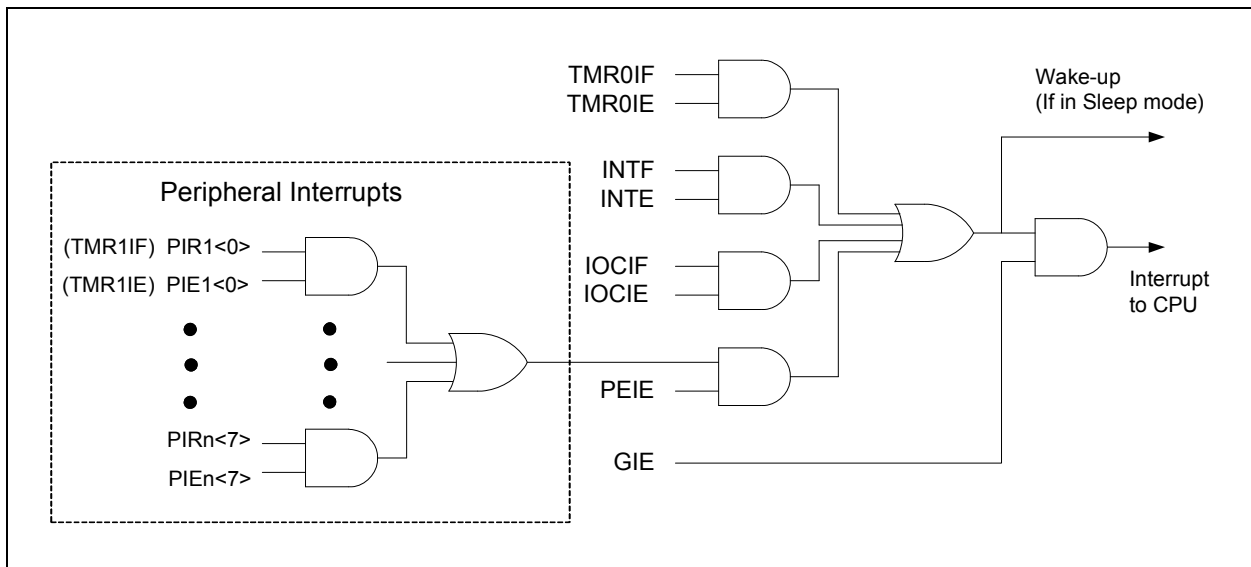 TMR0IF
TMR0IE
Wake-up
(If in Sleep mode)
INTF
INTE
Peripheral Interrupts
(TMR1IF) PIR1<0>
(TMR1IE) PIE1<0>
IOCIF
IOCIE
Interrupt
to CPU
PEIE
PIRn<7>
PIEn<7>
GIE